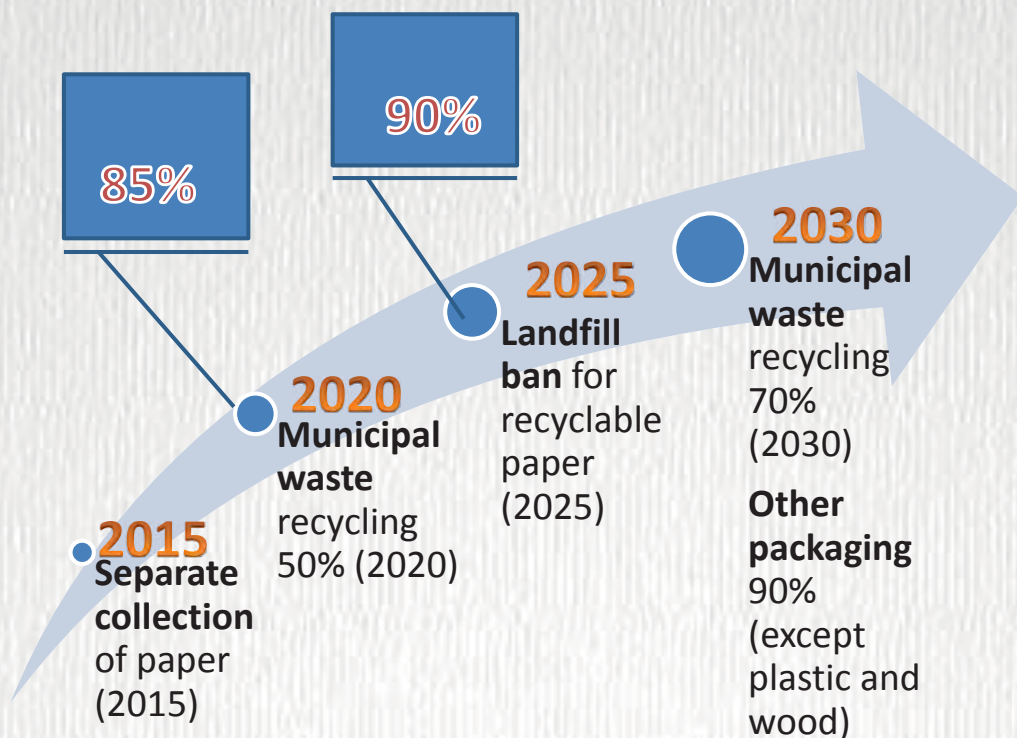 85%
90%
2015
Separate
collection
of paper
(2015)
2020
Municipal
waste
recycling
50% (2020)
2025
Landfill
ban for
recyclable
paper
(2025)
2030
Municipal
waste
recycling
70%
(2030)
Other
packaging
90%
(except
plastic and
wood)